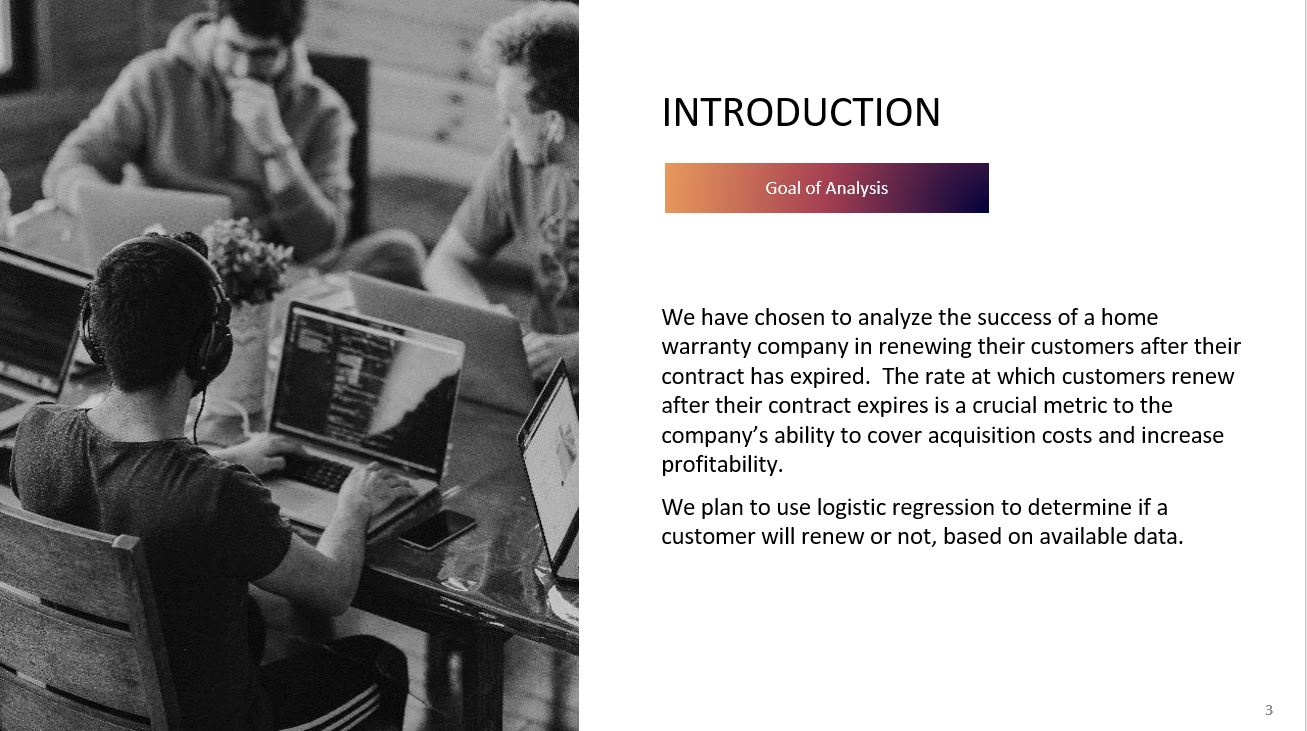 INTRODUCTION
Goal of Analysis
We have chosen to analyze the success of a home
warranty company in renewing their customers after their
contract has expired.  The rate at which customers renew
after their contract expires is a crucial metric to the
company’s ability to cover acquisition costs and increase
profitability.
We plan to use logistic regression to determine if a
customer will renew or not, based on available data.
3